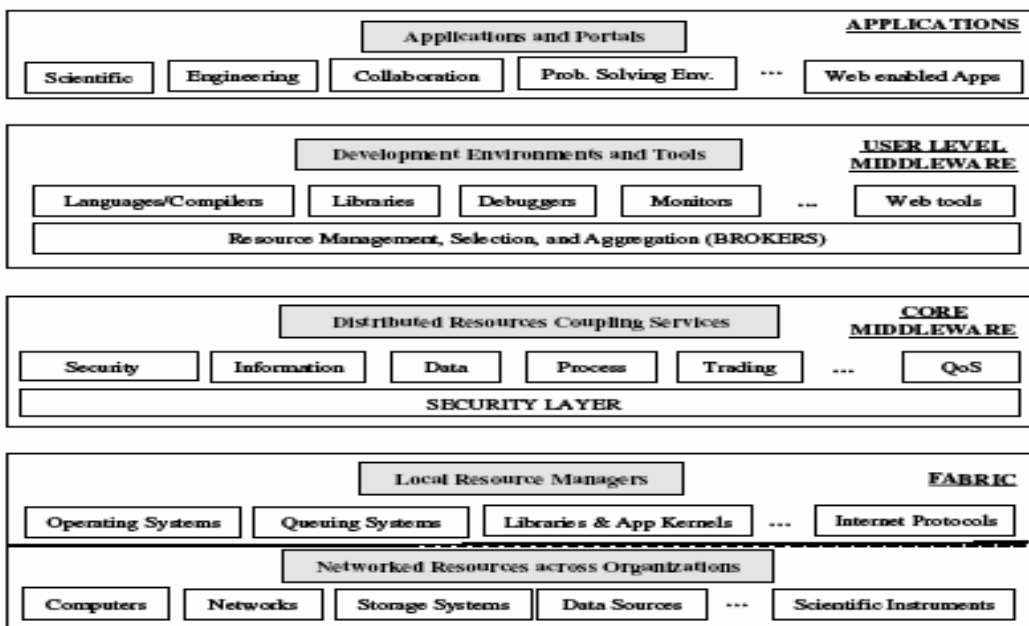 APPLICATIONS
Applications and Portals
Scientific Engineering Collaboration Prob. Solving Env. ... Web enabled Apps
USER LEVEL
MIDDLEWARE
Development Environments and Tools
Languages/Compilers Libraries Debuggers Monitors ... Web tools
Resource Management, Selection, and Aggregation (BROKERS)
CORE
MIDDLEWARE
Distributed Resources Coupling Services
Security Information Data Process Trading ... QoS
SECURITY LAYER
FABRIC
Local Resource Managers
Operating Systems Queuing Systems Libraries & App Kernels ... Internet Protocols
Networked Resources across Organizations
Computers Networks Storage Systems Data Sources ... Scientific Instruments